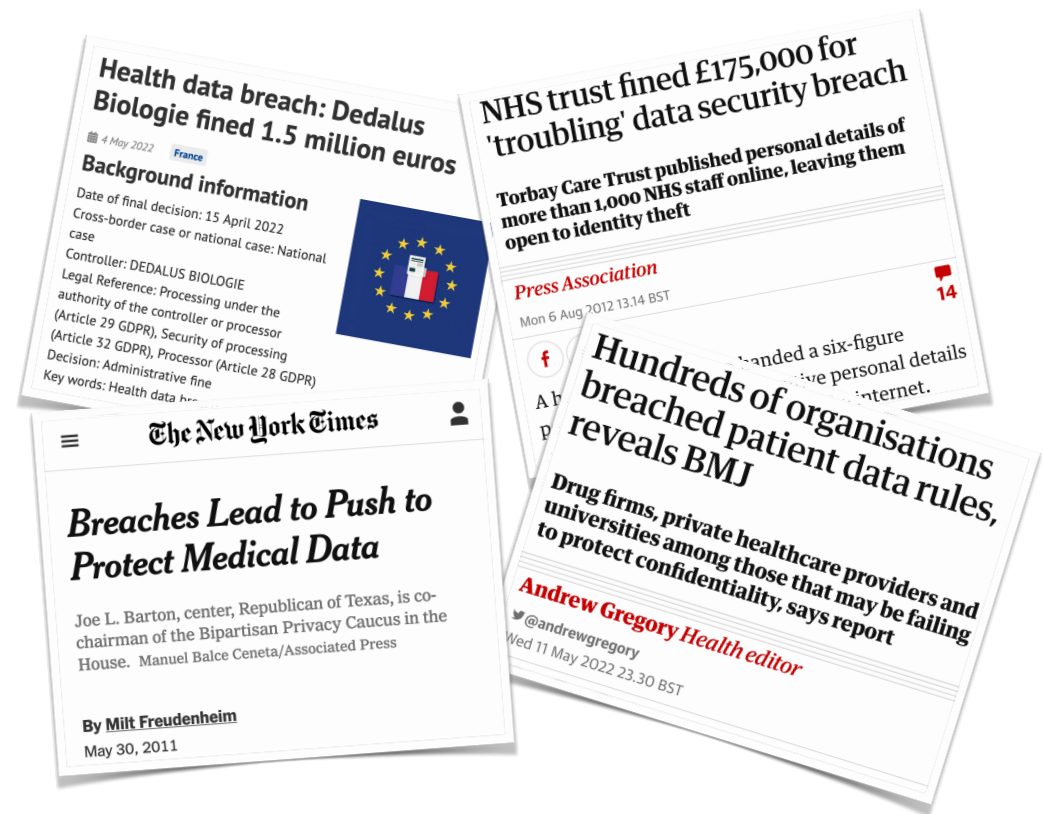 Health data breach: Dedalus
Biologie fined 1.5 million euros
4 May 2022
France
Background information
Date of final decision: 15 April 2022
Cross-border case or national case: National
case
Controller: DEDALUS BIOLOGIE
Legal Reference: Processing under the
authority of the controller or processor
(Article 29 GDPR), Security of processing
(Article 32 GDPR), Processor (Article 28 GDPR)
Decision: Administrative fine
Key words: Health data
NHS trust fined £175,000 for
'troubling' data security breach
Torbay Care Trust published personal details of
more than 1,000 NHS staff online, leaving them
open to identity theft
Press Association
Mon 6 Aug 2012 13.14 BST
14
f
A
handed a six-figure
personal details
internet.
The New York Times
Breaches Lead to Push to
Protect Medical Data
Joe L. Barton, center, Republican of Texas, is co-
chairman of the Bipartisan Privacy Caucus in the
House. Manuel Balce Ceneta/Associated Press
By Milt Freudenheim
May 30, 2011
Hundreds of organisations
breached patient data rules,
reveals BMJ
Drug firms, private healthcare providers and
universities among those that may be failing
to protect confidentiality, says report
Andrew Gregory Health editor
@andrewgregory
Wed 11 May 2022 23.30 BST